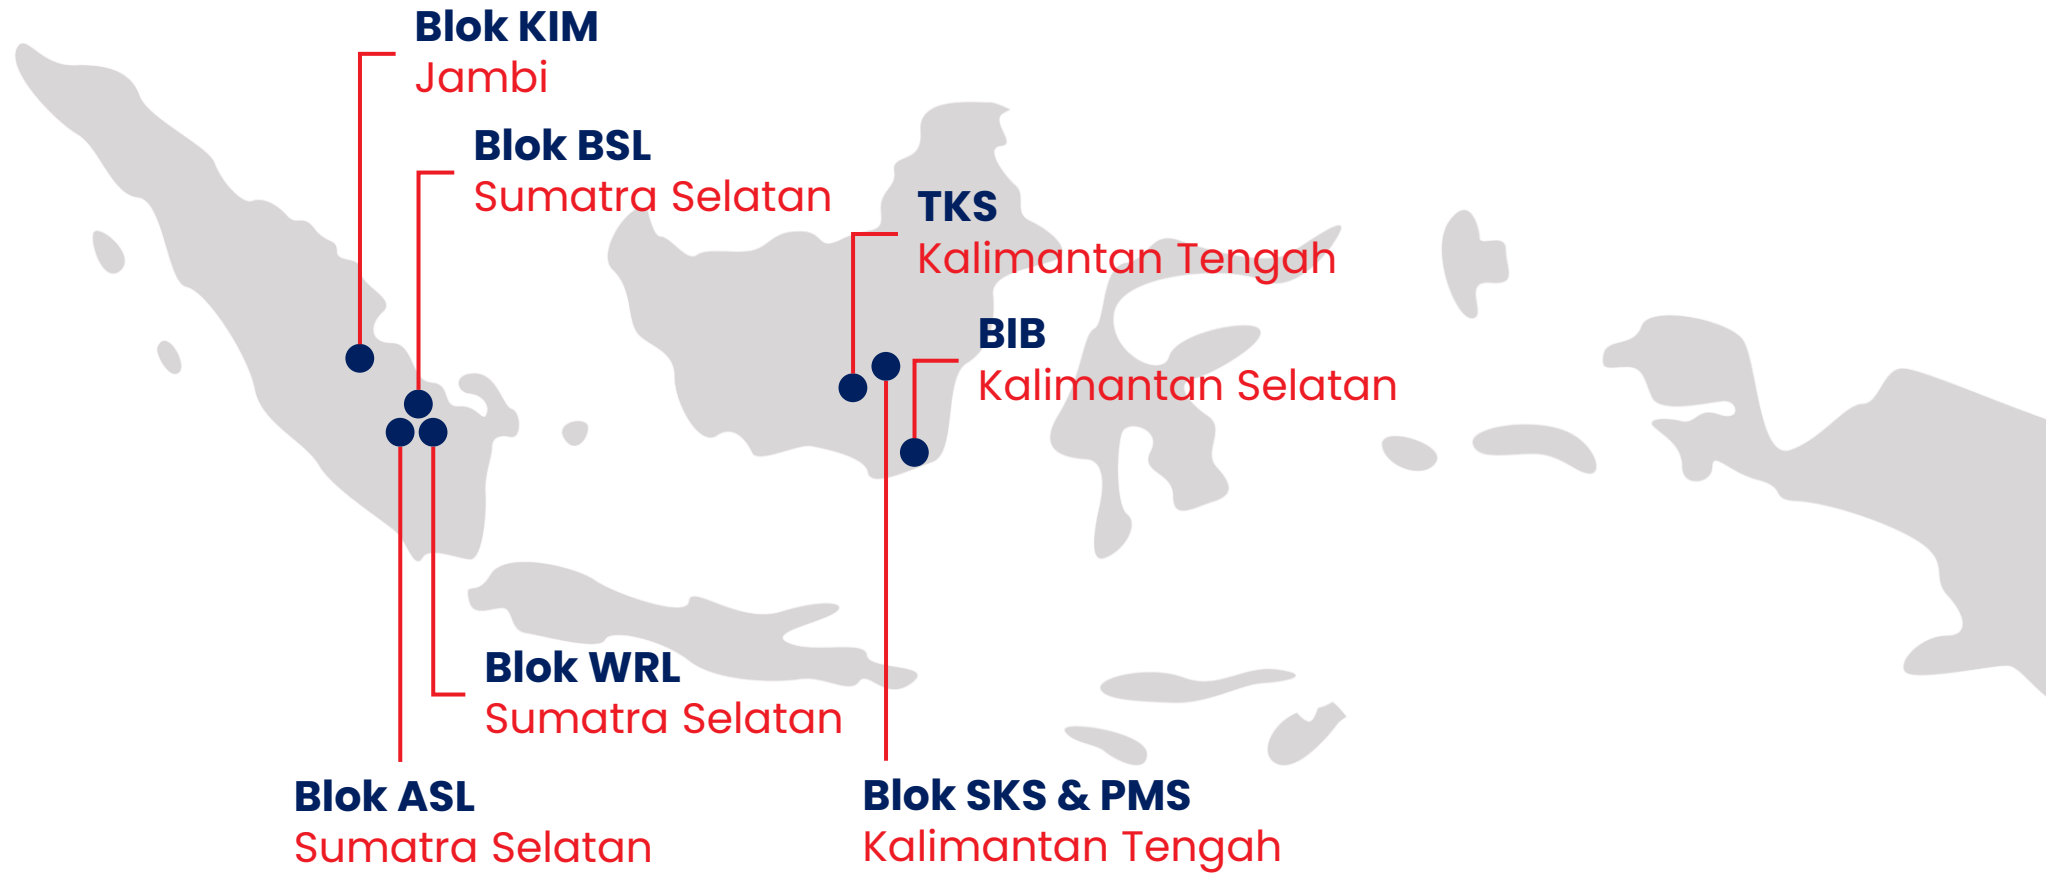 Blok KIM
Jambi
Blok BSL
Sumatra Selatan
TKS
Kalimantan Tengah
BIB
Kalimantan Selatan
Blok WRL
Sumatra Selatan
Blok ASL
Sumatra Selatan
Blok SKS & PMS
Kalimantan Tengah